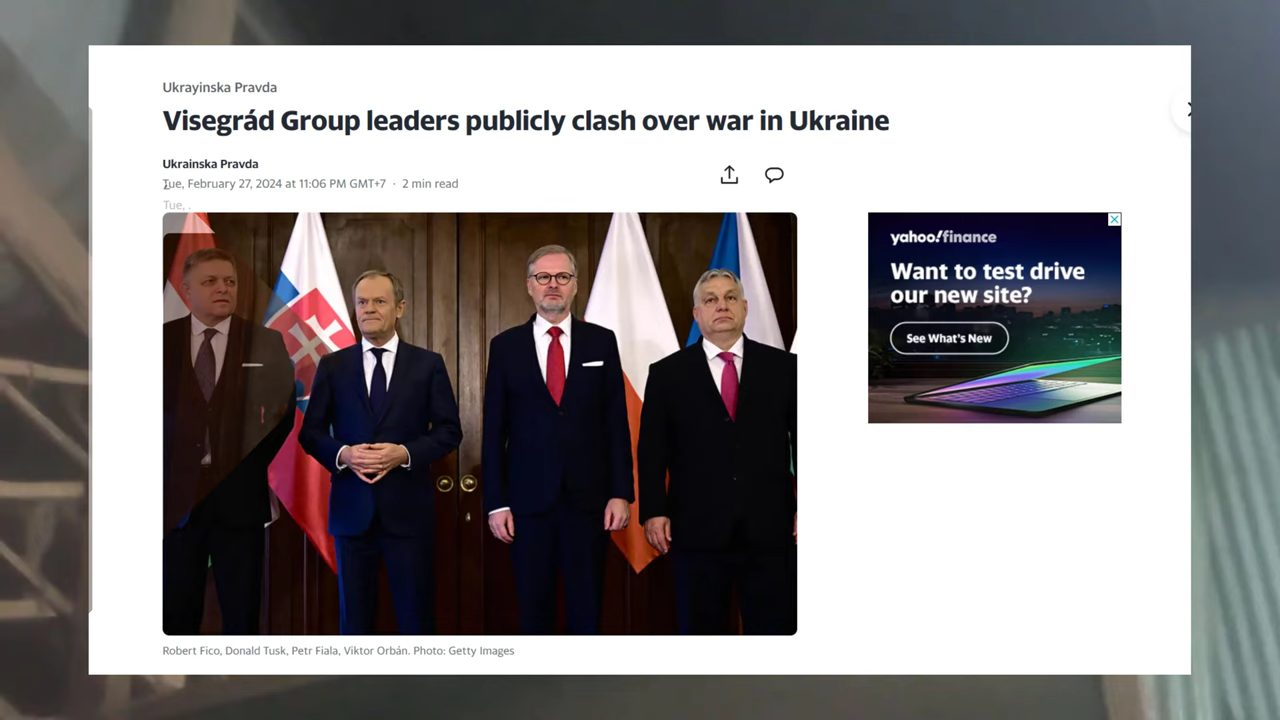 Ukrayinska Pravda
Visegrád Group leaders publicly clash over war in Ukraine
Ukrainska Pravda
Tue, February 27, 2024 at 11:06 PM GMT+7 · 2 min read
Tue, .
yahoo!finance
Want to test drive
our new site?
See What's New
Robert Fico, Donald Tusk, Petr Fiala, Viktor Orbán. Photo: Getty Images